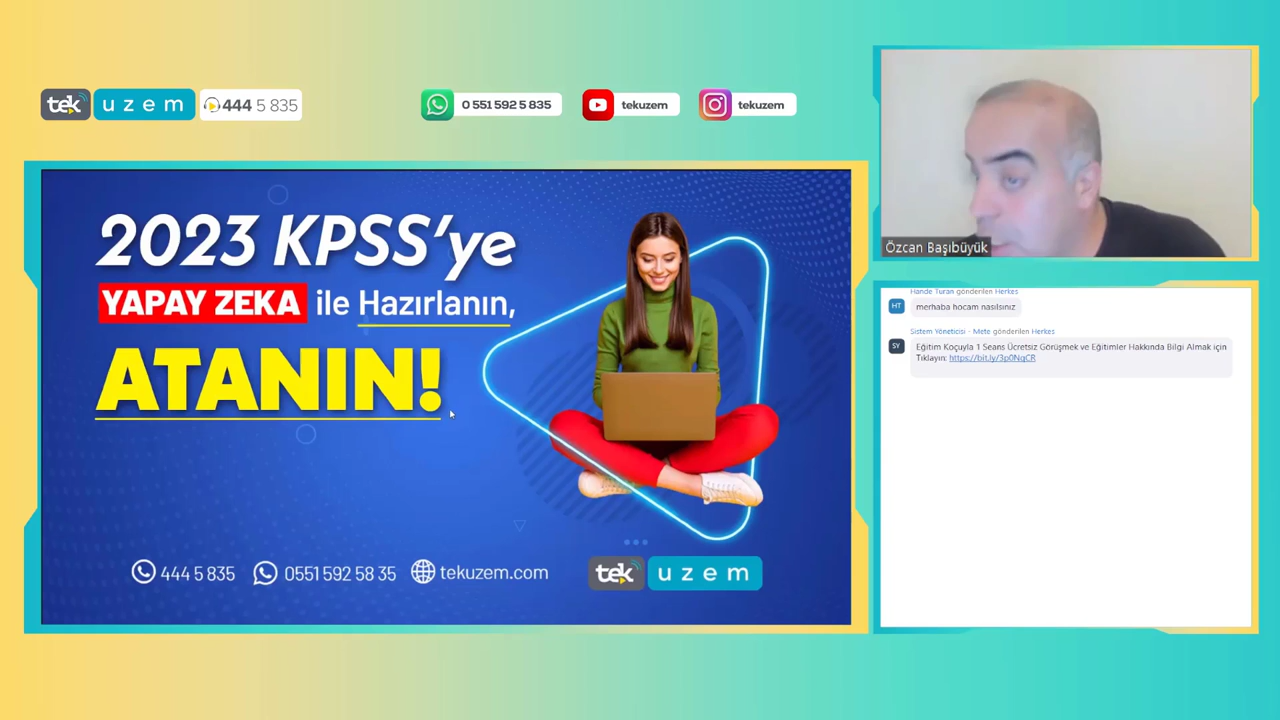 tek uzem 444 5 835
0 551 592 5 835
tekuzem
tekuzem
2023 KPSS'ye
YAPAY ZEKA ile Hazırlanın,
ATANIN!
444 5 835
0551 592 58 35
tekuzem.com
tek uzem
Özcan Başıbüyük
Hande Turan gönderilen Herkes
HT
merhaba hocam nasılsınız
Sistem Yöneticisi - Mete gönderilen Herkes
SY
Eğitim Koçuyla 1 Seans Ücretsiz Görüşmek ve Eğitimler Hakkında Bilgi Almak için
Tıklayın: https://bit.ly/3p0NqCR